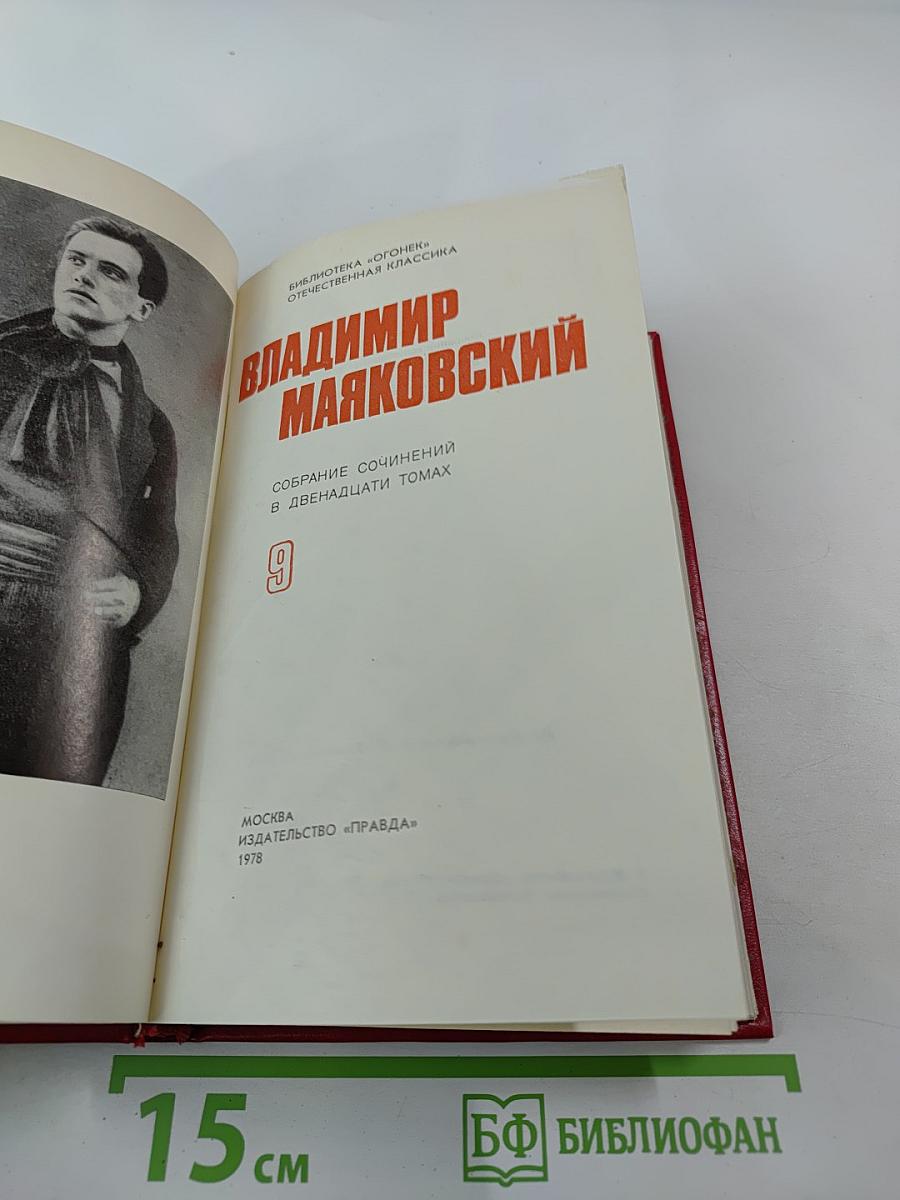 БИБЛИОТЕКА «ОГОНЕК»
ОТЕЧЕСТВЕННАЯ КЛАССИКА
ВЛАДИМИР
МАЯКОВСКИЙ
СОБРАНИЕ СОЧИНЕНИЙ
В ДВЕНАДЦАТИ ТОМАХ
9
МОСКВА
ИЗДАТЕЛЬСТВО «ПРАВДА»
1978
15 см
БФ БИБЛИОФАН